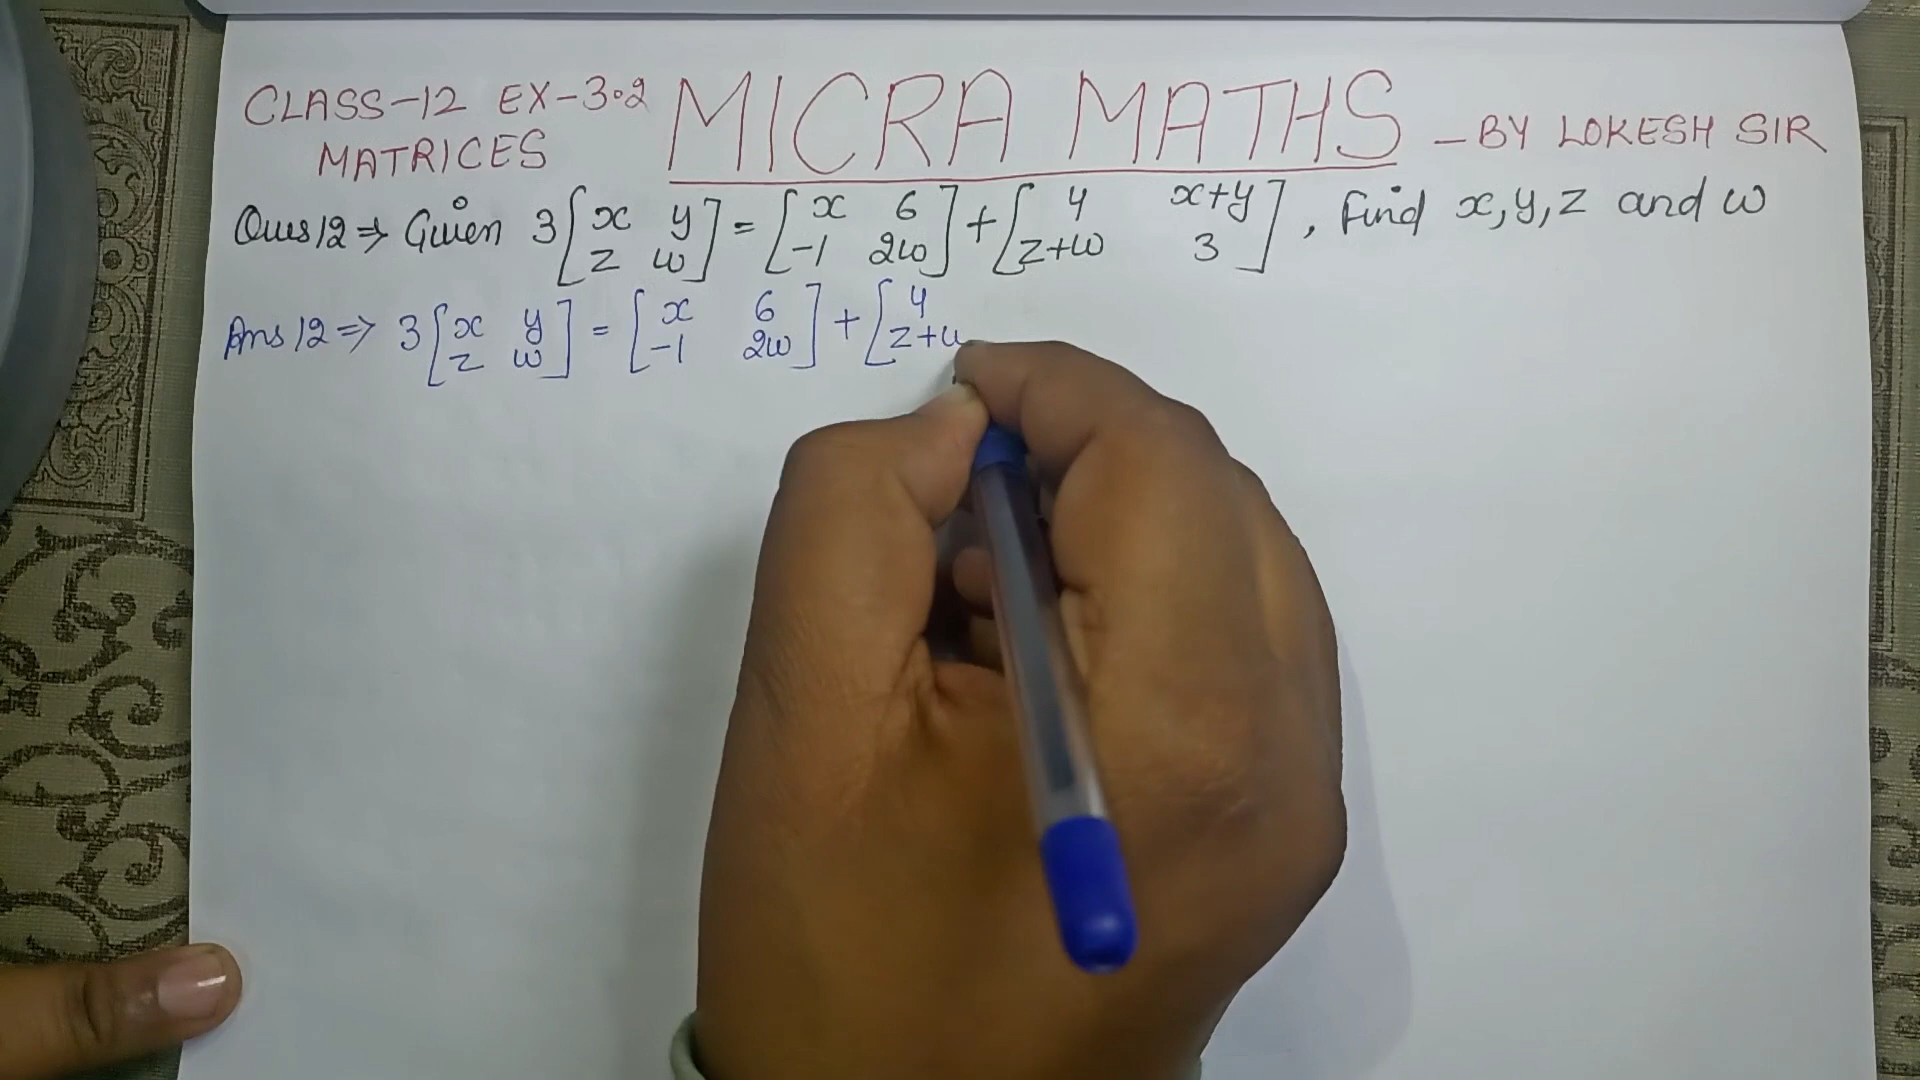 CLASS-12 EX-3.2 MICRA MATHS - BY LOKESH SIR
MATRICES
Ques 12 ⇒ Given 3[x y; z w] = [x 6; -1 2w] + [4 x+y; z+w 3], Find x, y, z and w
Ans 12 ⇒ 3[x y; z w] = [x 6; -1 2w] + [4; z+